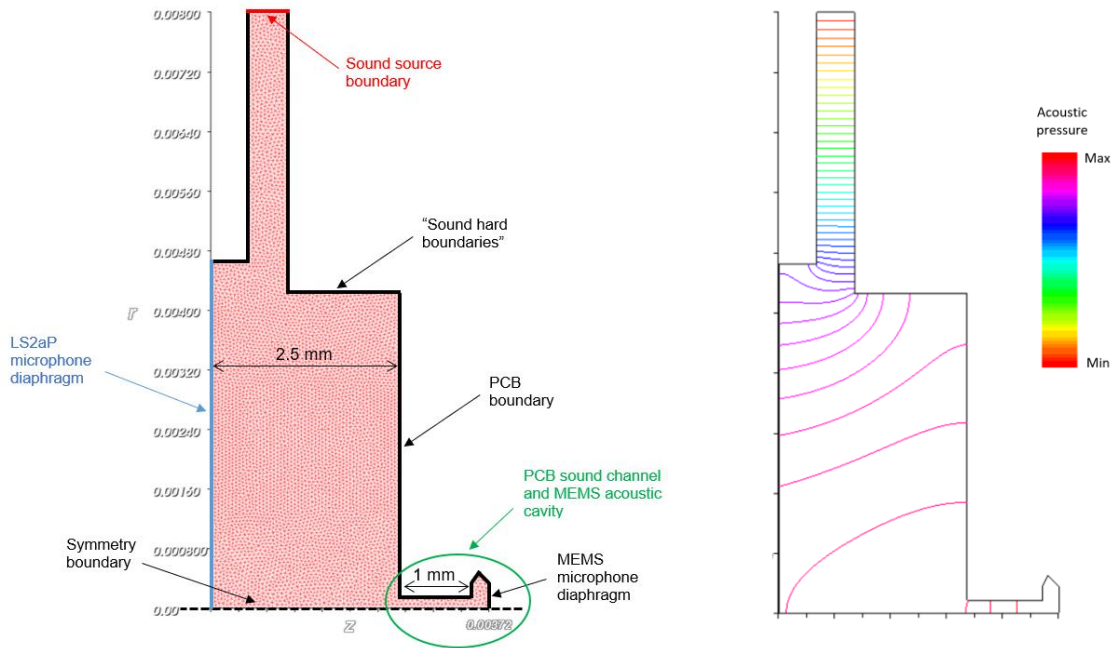 0.00800
Sound source
boundary
0.00720
0.00640
0.00560
"Sound hard
boundaries"
0.00480
0.00400
r
LS2aP
microphone
diaphragm
2.5 mm
0.00320
PCB
boundary
0.00240
0.00160
PCB sound channel
and MEMS acoustic
cavity
0.000800
Symmetry
boundary
1 mm
MEMS
microphone
diaphragm
0.00
z
0.00372
Acoustic
pressure
Max
Min